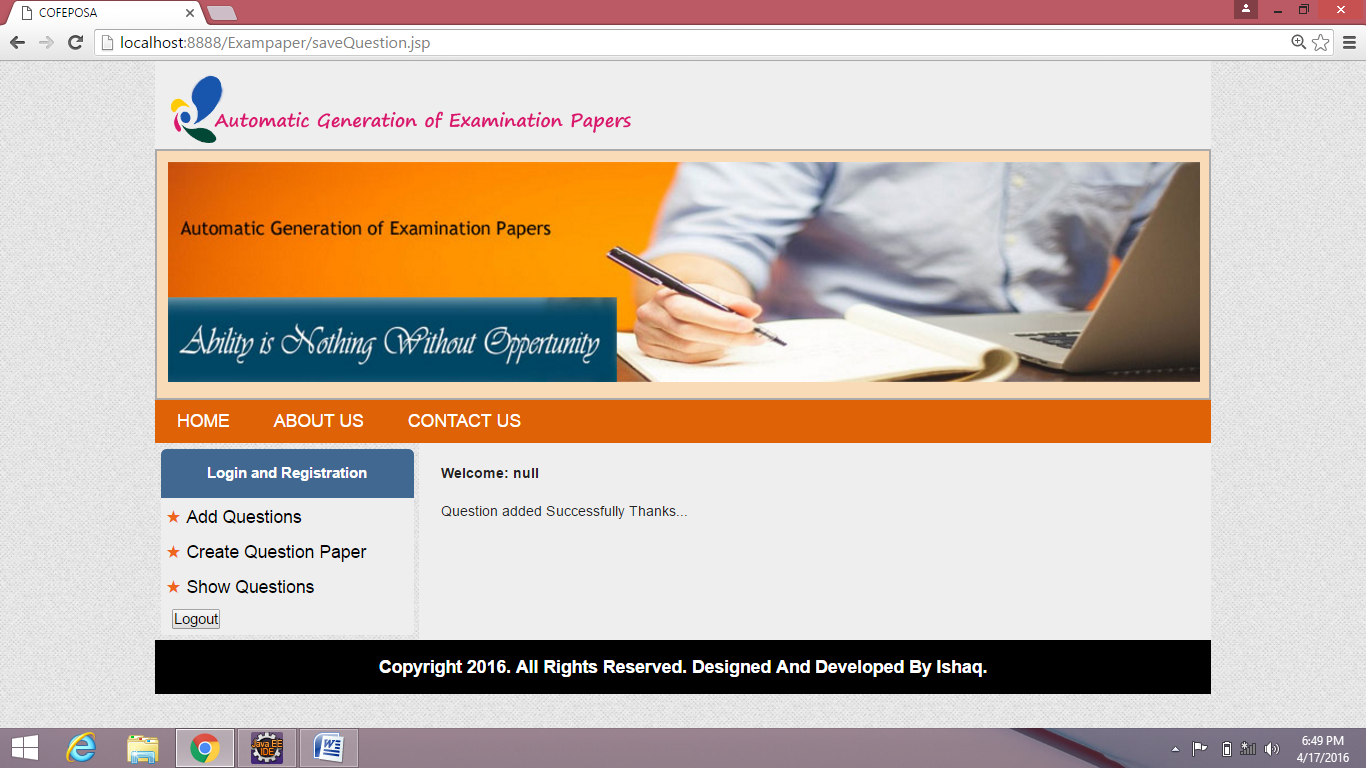 COFEPOSA
localhost:8888/Exampaper/saveQuestion.jsp
Automatic Generation of Examination Papers
Automatic Generation of Examination Papers
Ability is Nothing Without Oppertunity
HOME ABOUT US CONTACT US
Login and Registration
Add Questions
Create Question Paper
Show Questions
Logout
Welcome: null
Question added Successfully Thanks...
Copyright 2016. All Rights Reserved. Designed And Developed By Ishaq.
Java EE
IDE
6:49 PM
4/17/2016